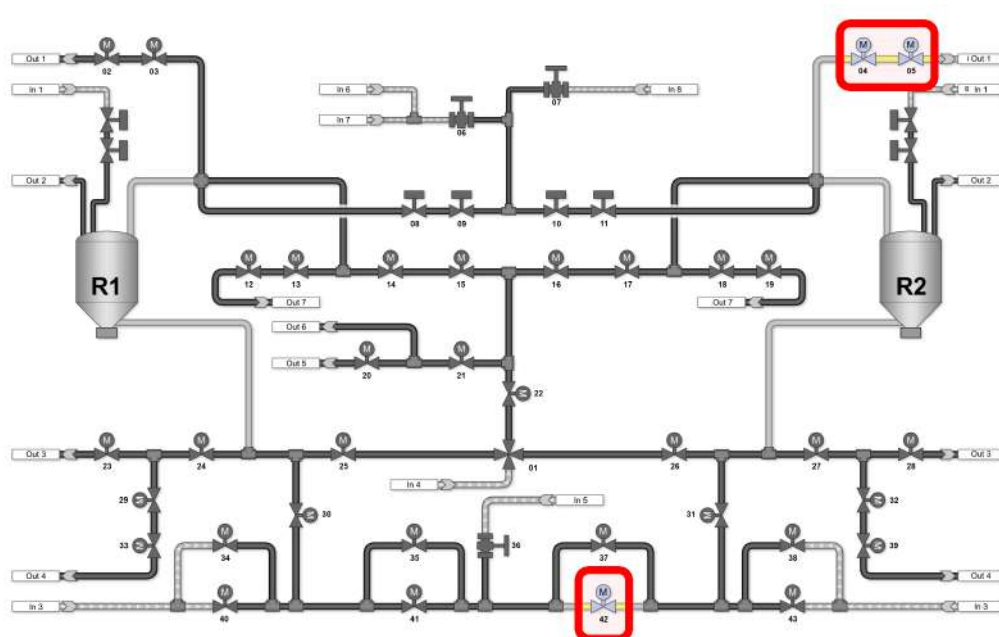 Out 1 M M M M I Out 1
02 03 04 05
In 1 In 6 07 In 8 In 1
In 7 06
Out 2 Out 2
08 09 10 11
R1 M M M M M M M M R2
12 13 14 15 16 17 18 19
Out 7 Out 7
Out 6
M M
Out 5
20 21
M 22
M M M M M M
Out 3 Out 3
23 24 25 01 26 27 28
In 4
In 5
29 M M 30 31 M M 32
33 M M M 36 M M M 39
34 35 37 38
Out 4 M M M M Out 4
In 3 In 3
40 41 42 43